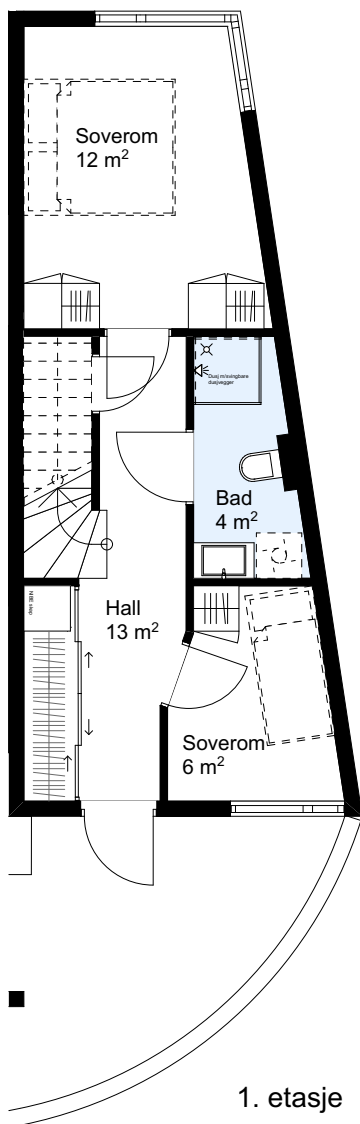 Soverom
12 m²
Dusj m/svingbare
dusjvegger
Bad
4 m²
Hall
13 m²
Soverom
6 m²
1. etasje